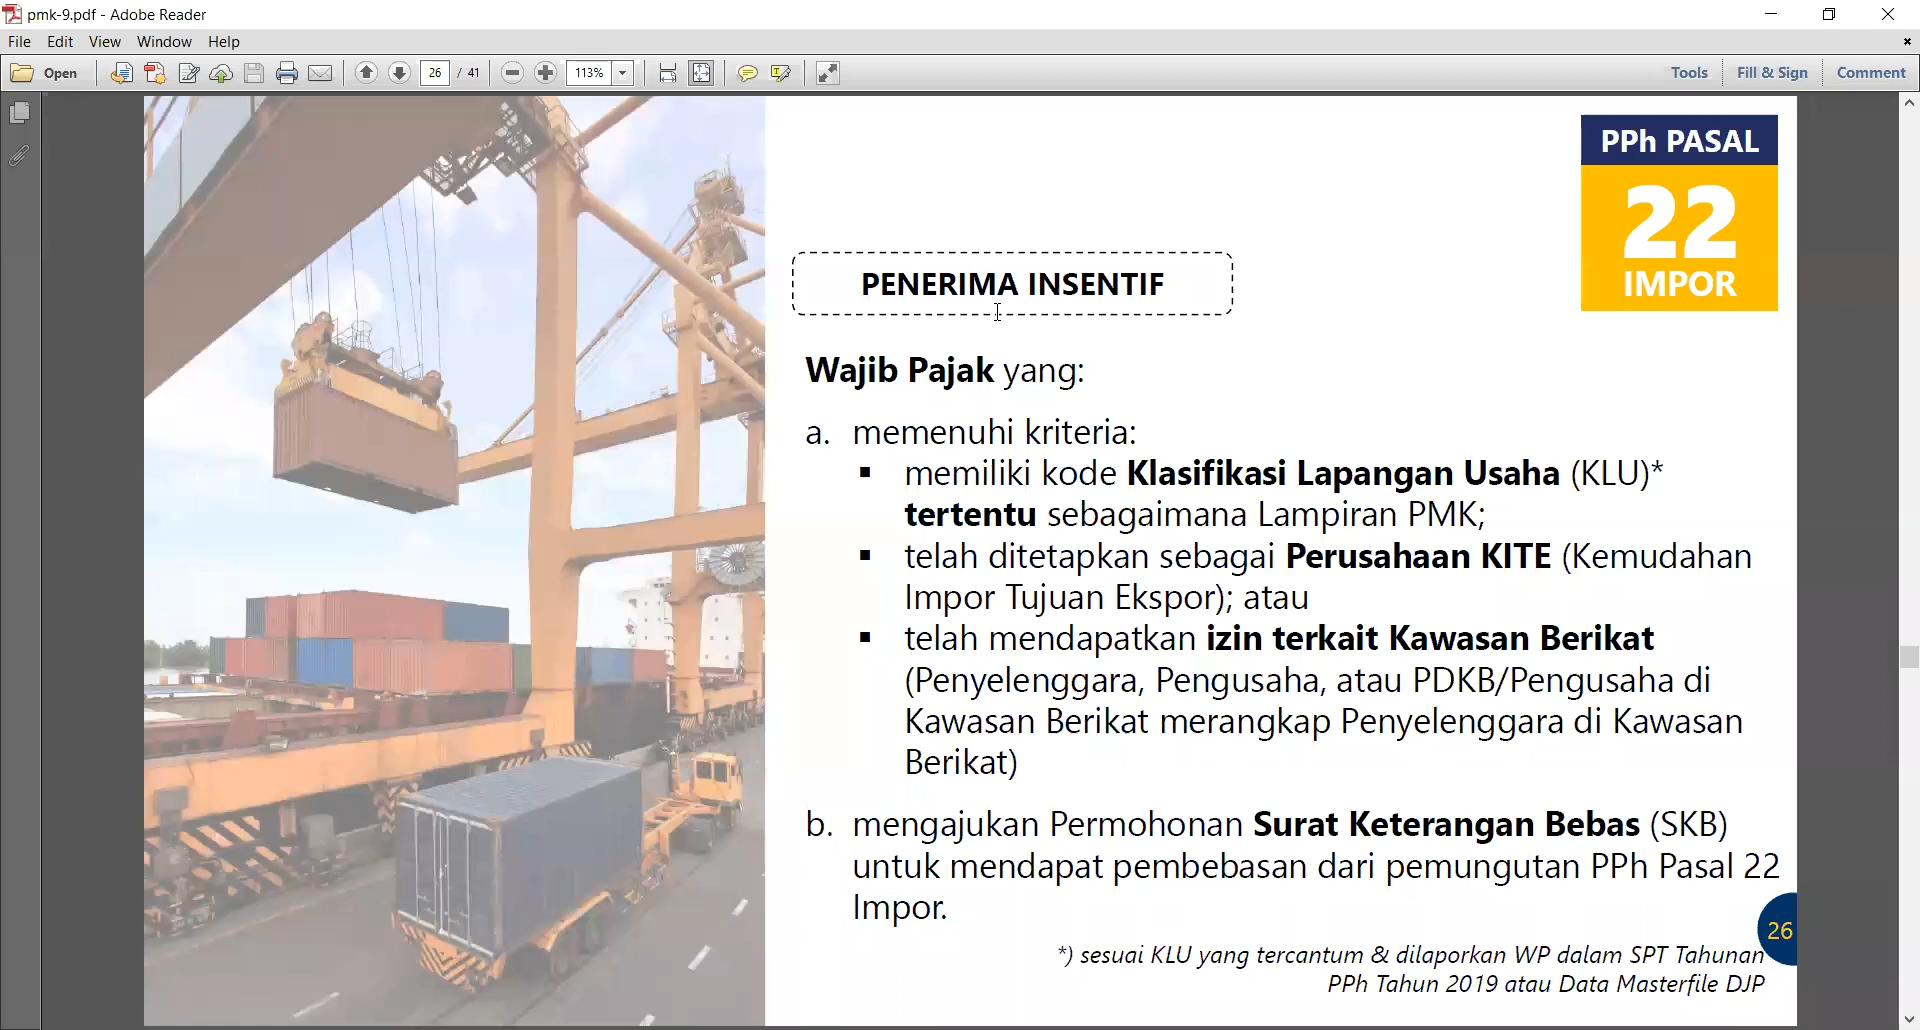 pmk-9.pdf - Adobe Reader
File Edit View Window Help
Open 26 / 41 113% Tools Fill & Sign Comment
PPh PASAL
22
IMPOR
PENERIMA INSENTIF
Wajib Pajak yang:
a. memenuhi kriteria:
▪ memiliki kode Klasifikasi Lapangan Usaha (KLU)*
tertentu sebagaimana Lampiran PMK;
▪ telah ditetapkan sebagai Perusahaan KITE (Kemudahan
Impor Tujuan Ekspor); atau
▪ telah mendapatkan izin terkait Kawasan Berikat
(Penyelenggara, Pengusaha, atau PDKB/Pengusaha di
Kawasan Berikat merangkap Penyelenggara di Kawasan
Berikat)
b. mengajukan Permohonan Surat Keterangan Bebas (SKB)
untuk mendapat pembebasan dari pemungutan PPh Pasal 22
Impor.
26
*) sesuai KLU yang tercantum & dilaporkan WP dalam SPT Tahunan
PPh Tahun 2019 atau Data Masterfile DJP